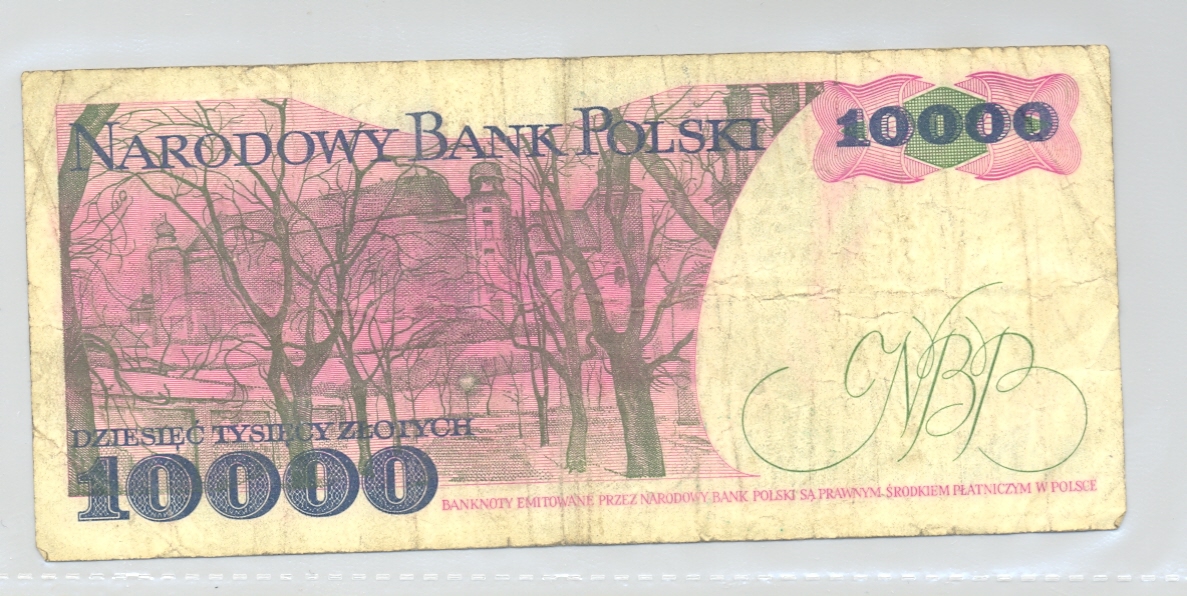 NARODOWY BANK POLSKI
10000
NBP
DZIESIĘĆ TYSIĘCY ZŁOTYCH
10000
BANKNOTY EMITOWANE PRZEZ NARODOWY BANK POLSKI SĄ PRAWNYM ŚRODKIEM PŁATNICZYM W POLSCE